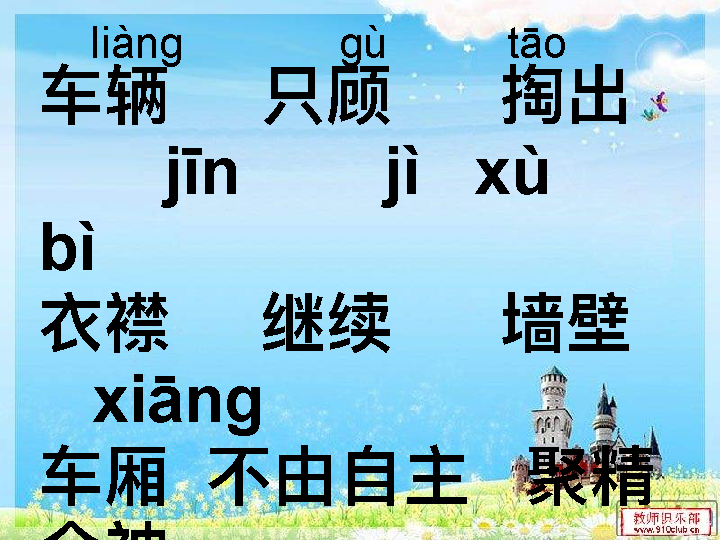 liàng gù tāo
车辆 只顾 掏出
jīn jì xù
bì
衣襟 继续 墙壁
xiāng
车厢 不由自主 聚精
教师俱乐部
www.910club.cn